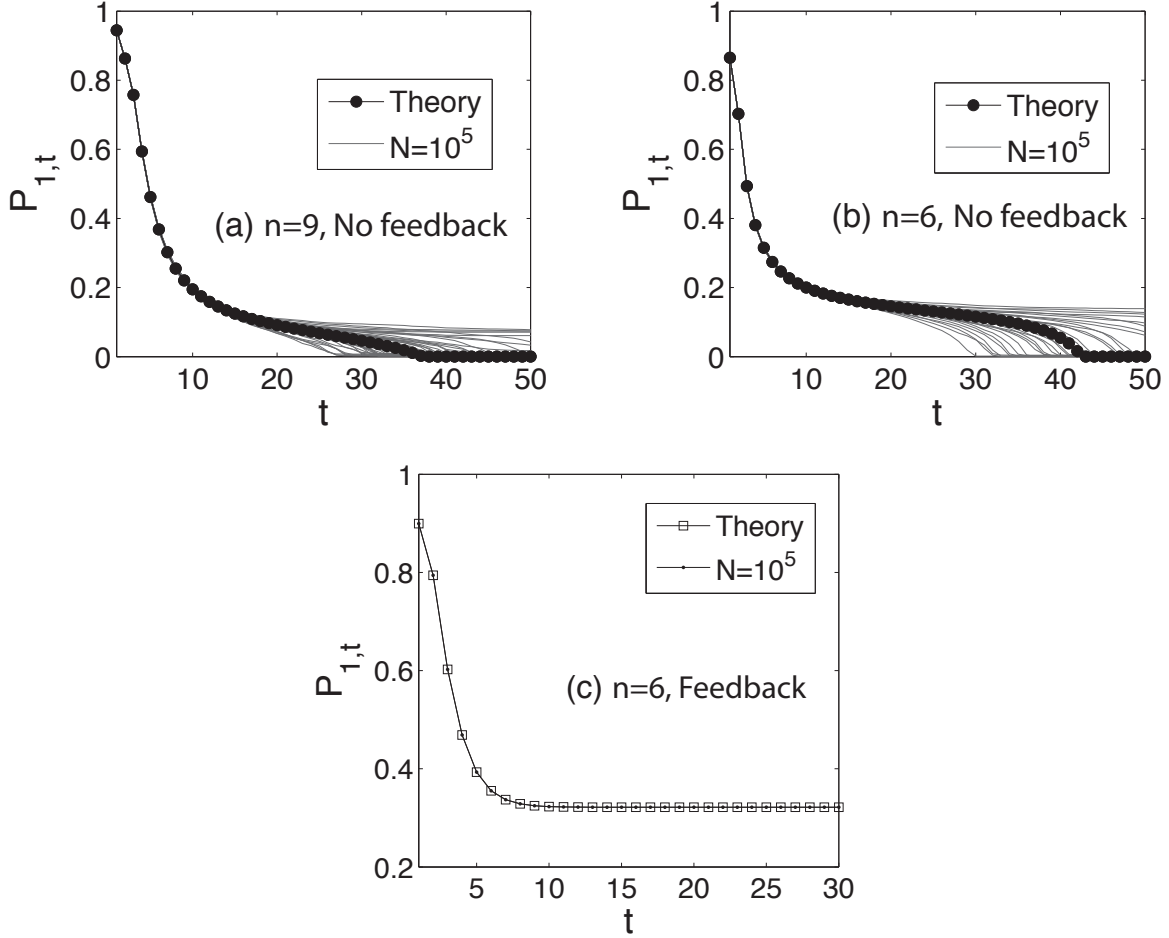 1
0.8
0.6
0.4
0.2
0
P1,t
Theory
N=10^5
(a) n=9, No feedback
10 20 30 40 50
t
1
0.8
0.6
0.4
0.2
0
P1,t
Theory
N=10^5
(b) n=6, No feedback
10 20 30 40 50
t
1
0.8
0.6
0.4
0.2
P1,t
Theory
N=10^5
(c) n=6, Feedback
5 10 15 20 25 30
t